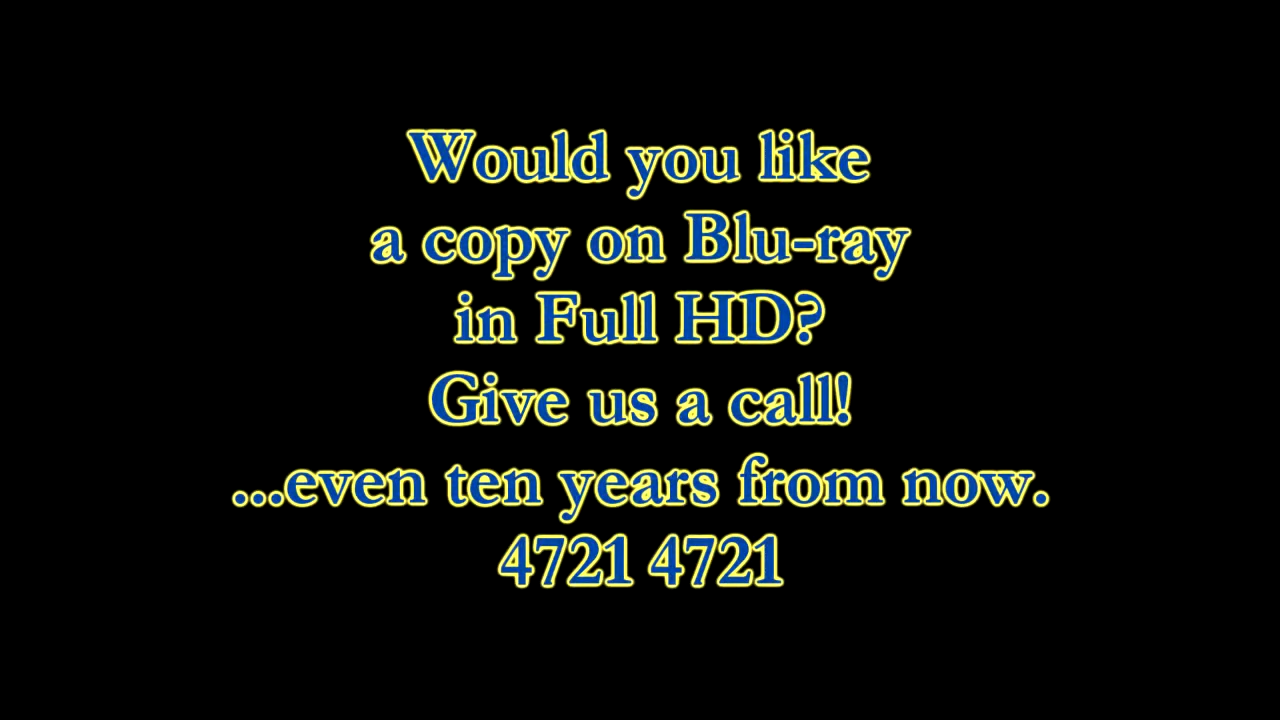 Would you like
a copy on Blu-ray
in Full HD?
Give us a call!
...even ten years from now.
4721 4721